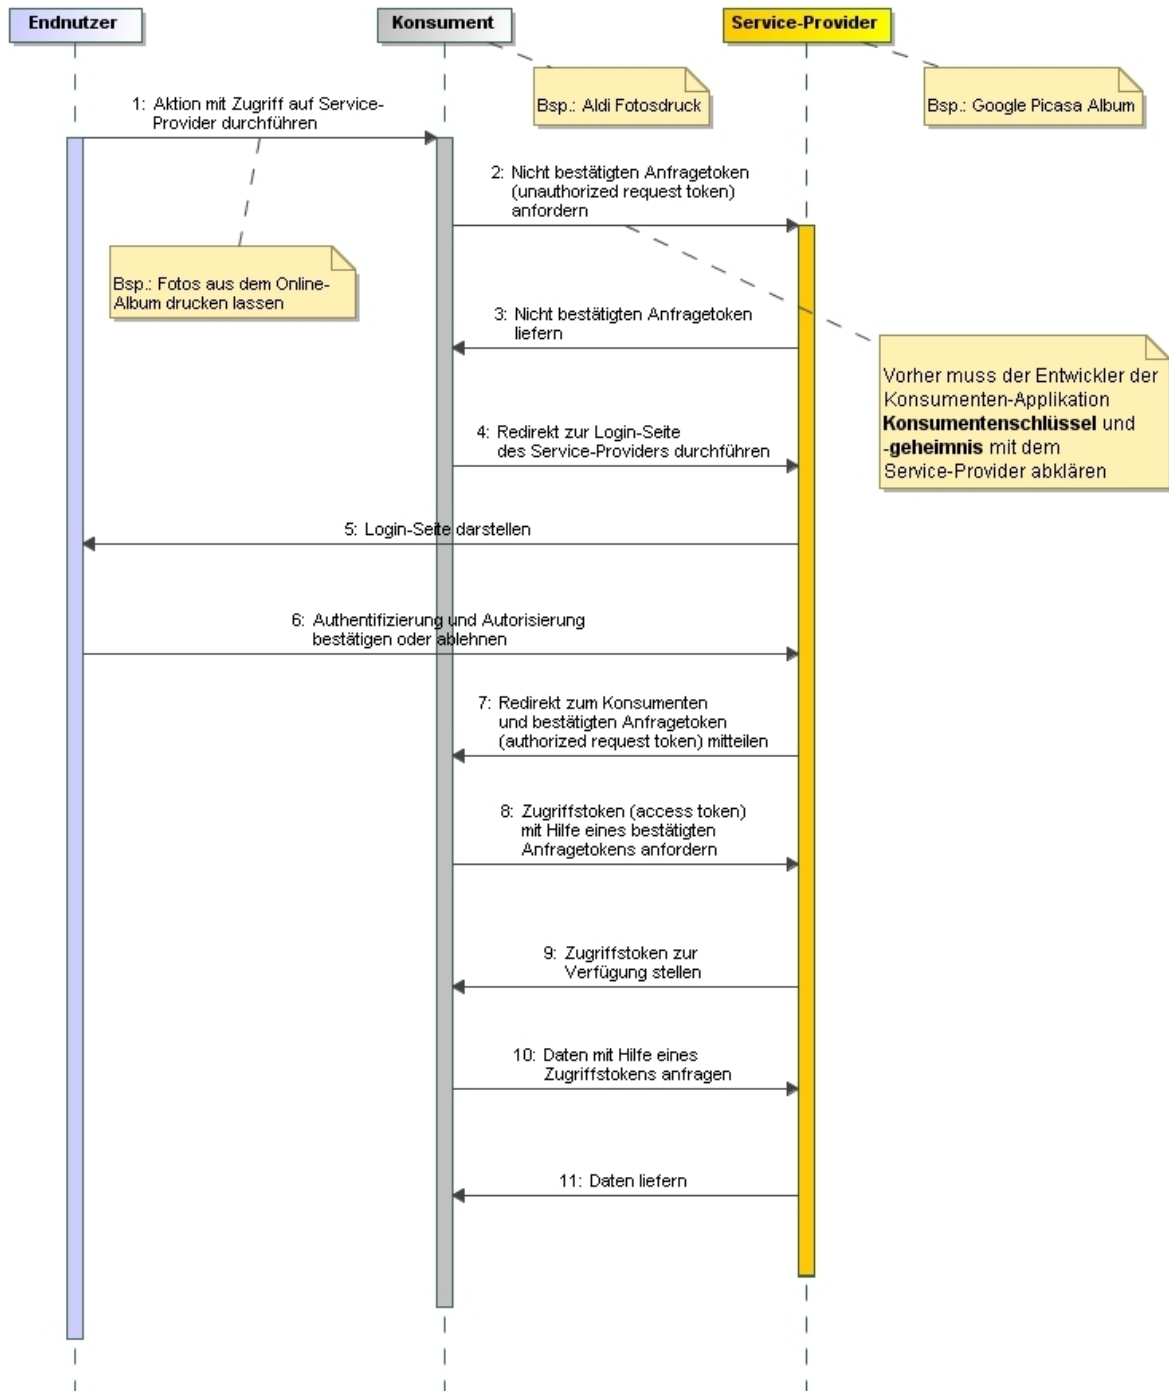 Endnutzer
Konsument
Service-Provider
Bsp.: Aldi Fotosdruck
Bsp.: Google Picasa Album
1: Aktion mit Zugriff auf Service-
Provider durchführen
2: Nicht bestätigten Anfragetoken
(unauthorized request token)
anfordern
Bsp.: Fotos aus dem Online-
Album drucken lassen
3: Nicht bestätigten Anfragetoken
liefern
Vorher muss der Entwickler der
Konsumenten-Applikation
Konsumentenschlüssel und
-geheimnis mit dem
Service-Provider abklären
4: Redirekt zur Login-Seite
des Service-Providers durchführen
5: Login-Seite darstellen
6: Authentifizierung und Autorisierung
bestätigen oder ablehnen
7: Redirekt zum Konsumenten
und bestätigten Anfragetoken
(authorized request token) mitteilen
8: Zugriffstoken (access token)
mit Hilfe eines bestätigten
Anfragetokens anfordern
9: Zugriffstoken zur
Verfügung stellen
10: Daten mit Hilfe eines
Zugriffstokens anfragen
11: Daten liefern